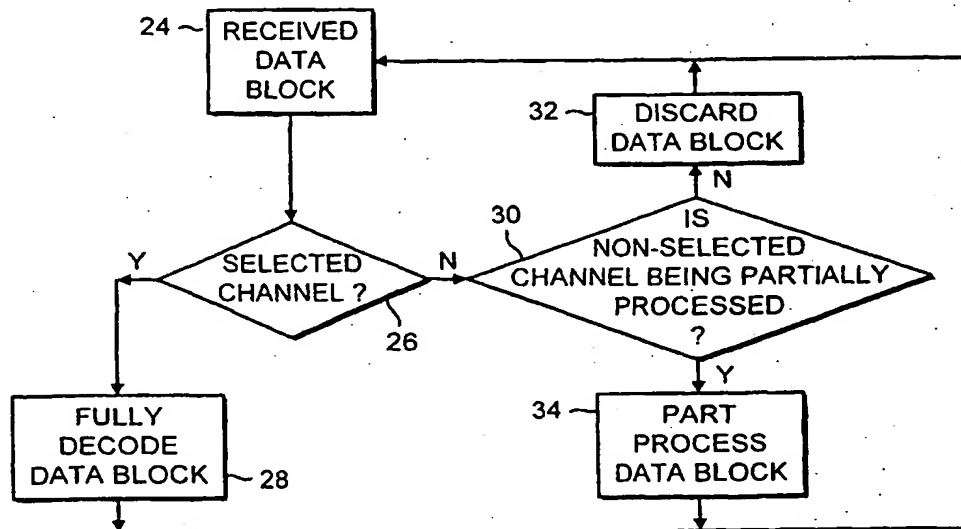 24
RECEIVED
DATA
BLOCK
32
DISCARD
DATA BLOCK
N
30
IS
NON-SELECTED
CHANNEL BEING PARTIALLY
PROCESSED
?
Y
SELECTED
CHANNEL ?
N
26
Y
FULLY
DECODE
DATA BLOCK
28
34
PART
PROCESS
DATA BLOCK